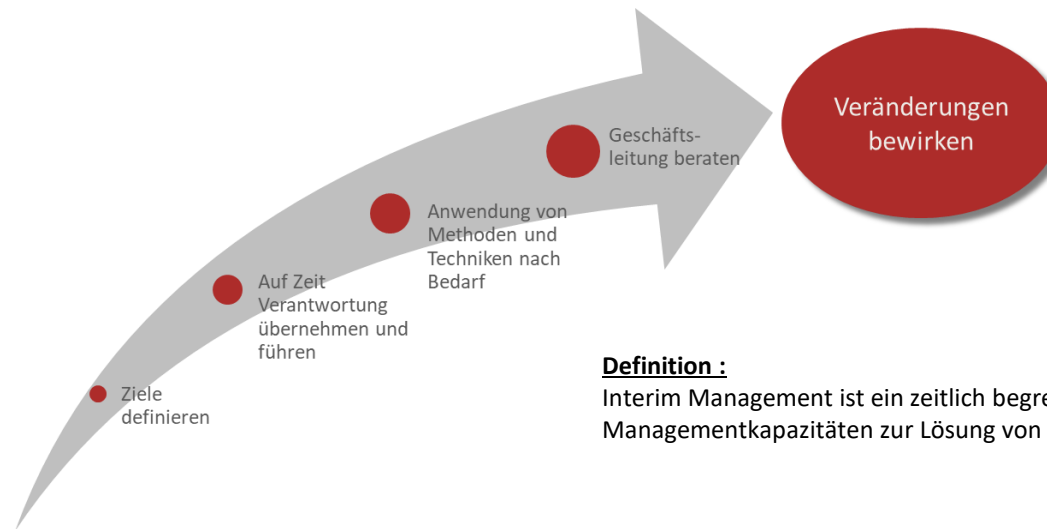 Veränderungen
bewirken
Geschäfts-
leitung beraten
Anwendung von
Methoden und
Techniken nach
Bedarf
Auf Zeit
Verantwortung
übernehmen und
führen
Ziele
definieren
Definition :
Interim Management ist ein zeitlich
Managementkapazitäten zur Lösung von